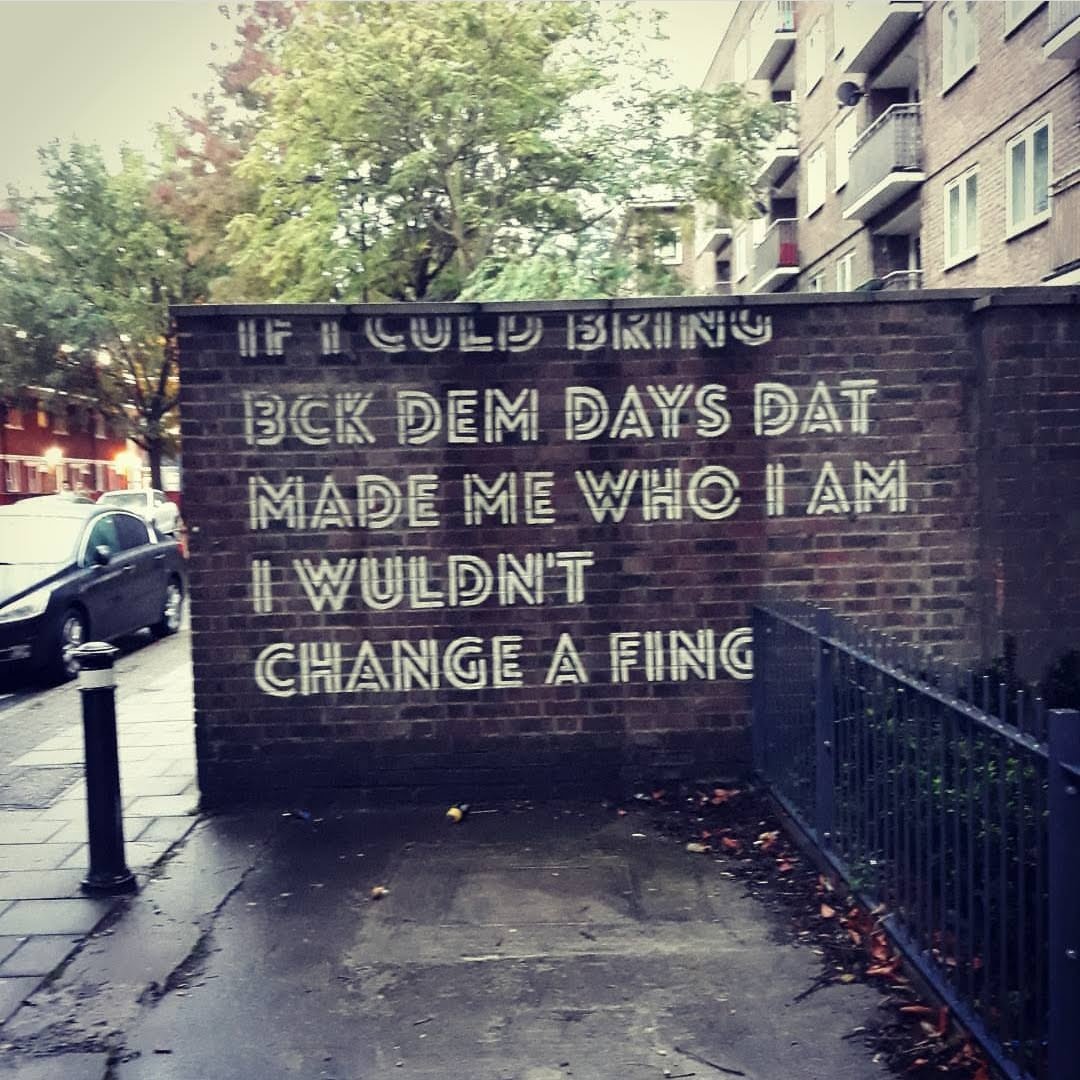 IF I CULD BRING
BCK DEM DAYS DAT
MADE ME WHO I AM
I WULDN'T
CHANGE A FING